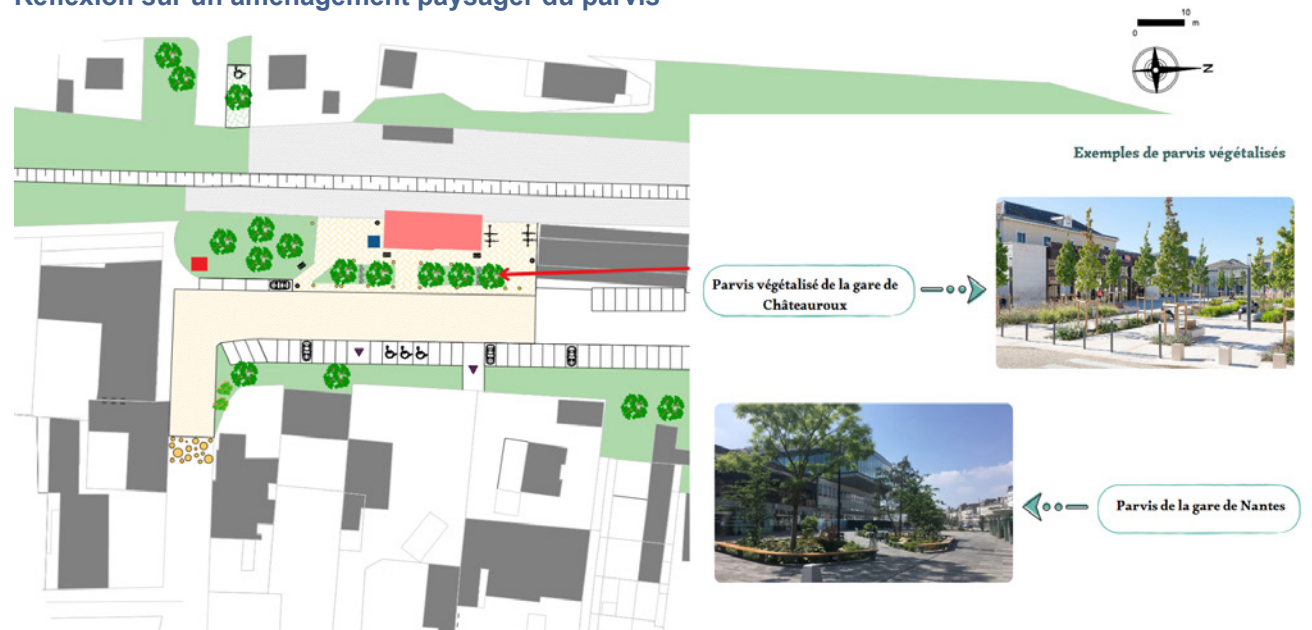 Réflexion sur un aménagement paysager du parvis
10
0 m
N
Exemples de parvis végétalisés
Parvis végétalisé de la gare de
Châteauroux
Parvis de la gare de Nantes